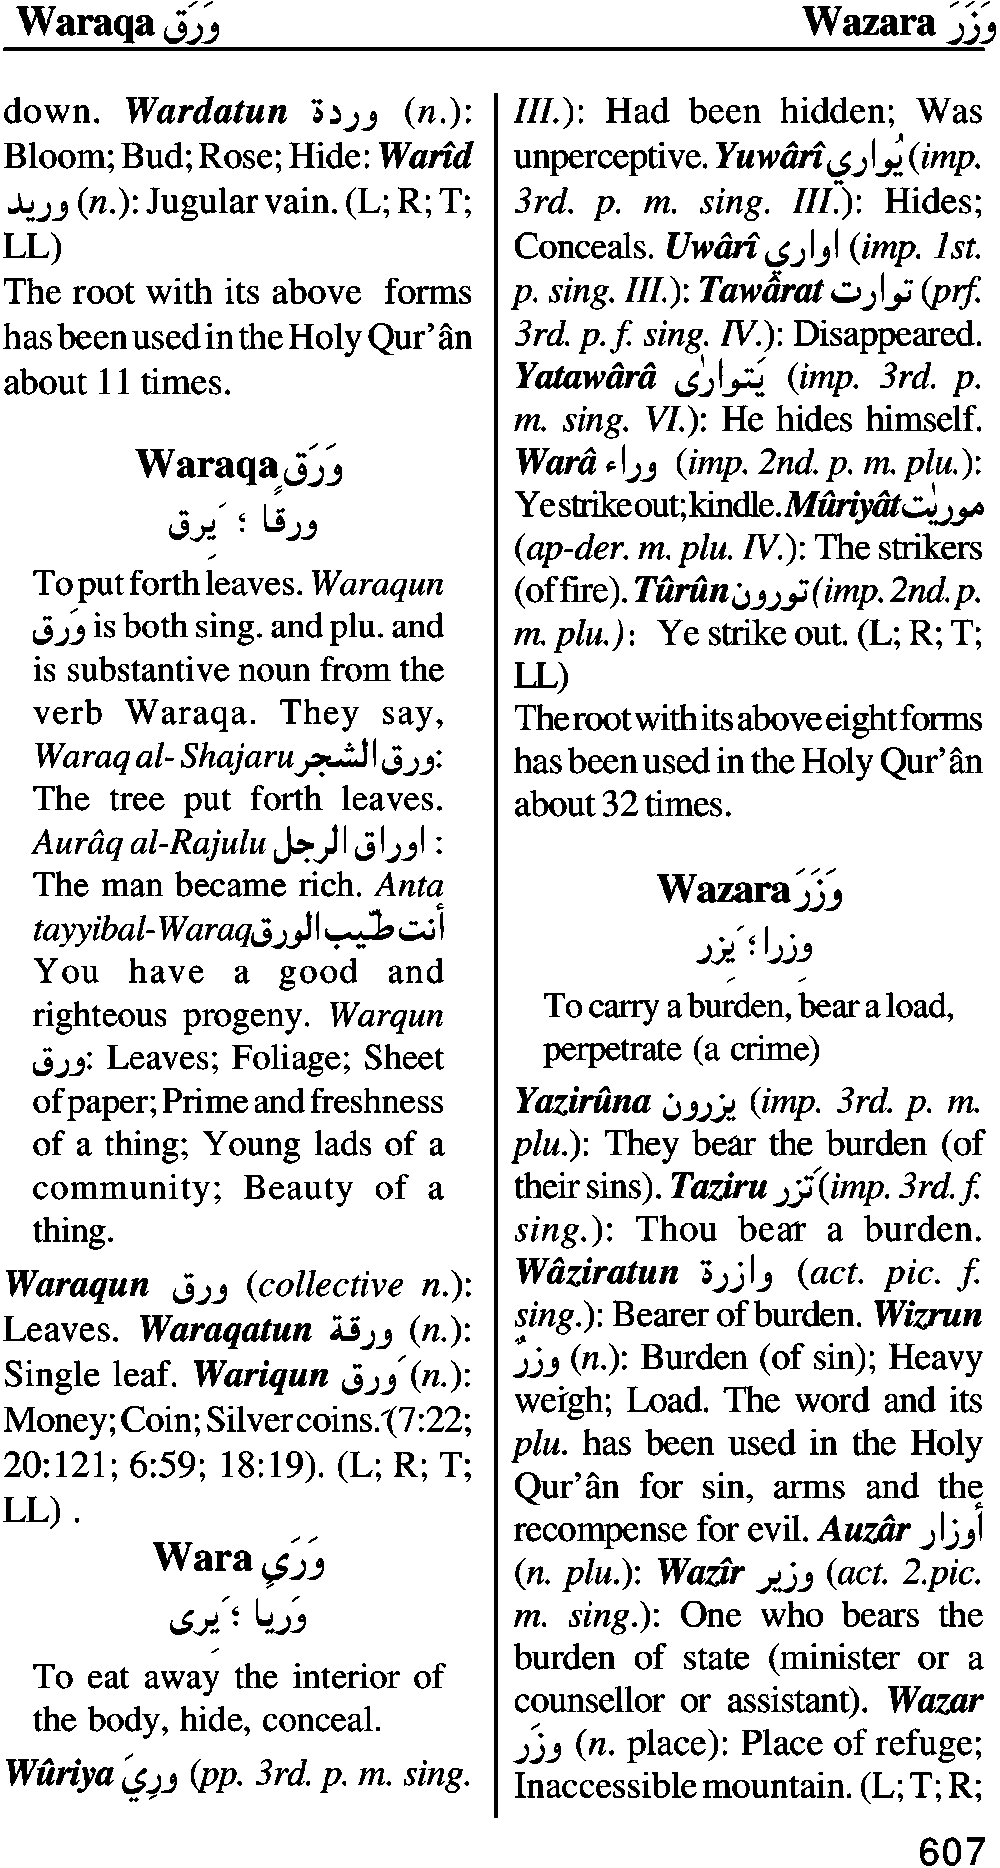 Waraqa وَرَق
Wazara وَزَرَ
down. Wardatun وردة (n.):
Bloom; Bud; Rose; Hide: Warîd
وريد (n.): Jugular vain. (L; R; T;
LL)
The root with its above forms
has been used in the Holy Qur’ân
about 11 times.
Waraqa وَرَق
ورقا ؛ يَرِق
To put forth leaves. Waraqun
وَرق is both sing. and plu. and
is substantive noun from the
verb Waraqa. They say,
Waraq al- Shajaru ورق الشجر:
The tree put forth leaves.
Aurâq al-Rajulu اوراق الرجل :
The man became rich. Anta
tayyibal-Waraq أنت طيّب الورق
You have a good and
righteous progeny. Warqun
ورق: Leaves; Foliage; Sheet
of paper; Prime and freshness
of a thing; Young lads of a
community; Beauty of a
thing.
Waraqun ورق (collective n.):
Leaves. Waraqatun ورقة (n.):
Single leaf. Wariqun وَرق (n.):
Money; Coin; Silver coins. (7:22;
20:121; 6:59; 18:19). (L; R; T;
LL) .
Wara وَرَيٍ
وَريا ؛ يَرِى
To eat away the interior of
the body, hide, conceal.
Wûriya ورِيَ (pp. 3rd. p. m. sing.
III.): Had been hidden; Was
unperceptive. Yuwârî يُواري (imp.
3rd. p. m. sing. III.): Hides;
Conceals. Uwârî اواري (imp. 1st.
p. sing. III.): Tawârat توارت (prf.
3rd. p. f. sing. IV.): Disappeared.
Yatawârâ يَتوارىٰ (imp. 3rd. p.
m. sing. VI.): He hides himself.
Warâ وراء (imp. 2nd. p. m. plu.):
Ye strike out; kindle. Mûriyât موريٰت
(ap-der. m. plu. IV.): The strikers
(of fire). Tûrûn تورون (imp. 2nd. p.
m. plu.): Ye strike out. (L; R; T;
LL)
The root with its above eight forms
has been used in the Holy Qur’ân
about 32 times.
Wazara وَزَرَ
وزرا ؛ يَزِر
To carry a burden, bear a load,
perpetrate (a crime)
Yazirûna يزرون (imp. 3rd. p. m.
plu.): They bear the burden (of
their sins). Taziru تَزر (imp. 3rd. f.
sing.): Thou bear a burden.
Wâziratun وازرة (act. pic. f.
sing.): Bearer of burden. Wizrun
وزرٌ (n.): Burden (of sin); Heavy
weigh; Load. The word and its
plu. has been used in the Holy
Qur’ân for sin, arms and the
recompense for evil. Auzâr أوزار
(n. plu.): Wazîr وزير (act. 2.pic.
m. sing.): One who bears the
burden of state (minister or a
counsellor or assistant). Wazar
وزَر (n. place): Place of refuge;
Inaccessible mountain. (L; T; R;
607